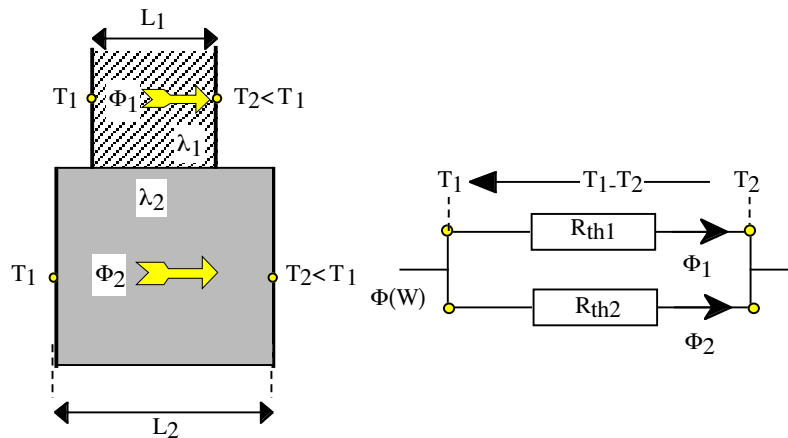 L1
T1 Φ1 T2<T1
λ1
λ2
T1 Φ2 T2<T1
L2
T1 T1-T2 T2
Rth1
Φ1
Φ(W)
Rth2
Φ2